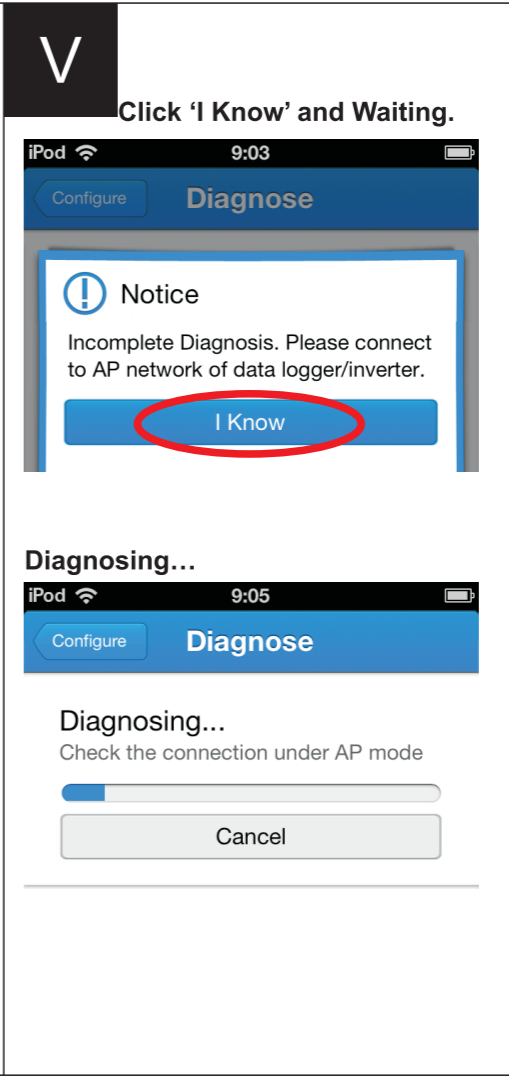 V
Click ‘I Know’ and Waiting.
iPod 9:03
Configure Diagnose
Notice
Incomplete Diagnosis. Please connect
to AP network of data logger/inverter.
I Know
Diagnosing…
iPod 9:05
Configure Diagnose
Diagnosing...
Check the connection under AP mode
Cancel